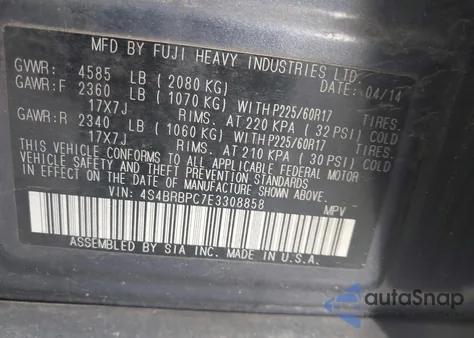 MFD BY FUJI HEAVY INDUSTRIES LTD.
GVWR: 4585 LB ( 2080 KG) DATE: 04/14
GAWR:F 2360 LB ( 1070 KG) WITH P225/60R17 TIRES.
17X7J RIMS. AT 220 KPA ( 32 PSI) COLD
GAWR:R 2340 LB ( 1060 KG) WITH P225/60R17 TIRES.
17X7J RIMS. AT 210 KPA ( 30 PSI) COLD
THIS VEHICLE CONFORMS TO ALL APPLICABLE FEDERAL MOTOR
VEHICLE SAFETY AND THEFT PREVENTION STANDARDS
IN EFFECT ON THE DATE OF MANUFACTURE SHOWN ABOVE.
VIN: 4S4BRBPC7E3308858 MPV
ASSEMBLED BY SIA INC. MADE IN U.S.A.
autoSnap